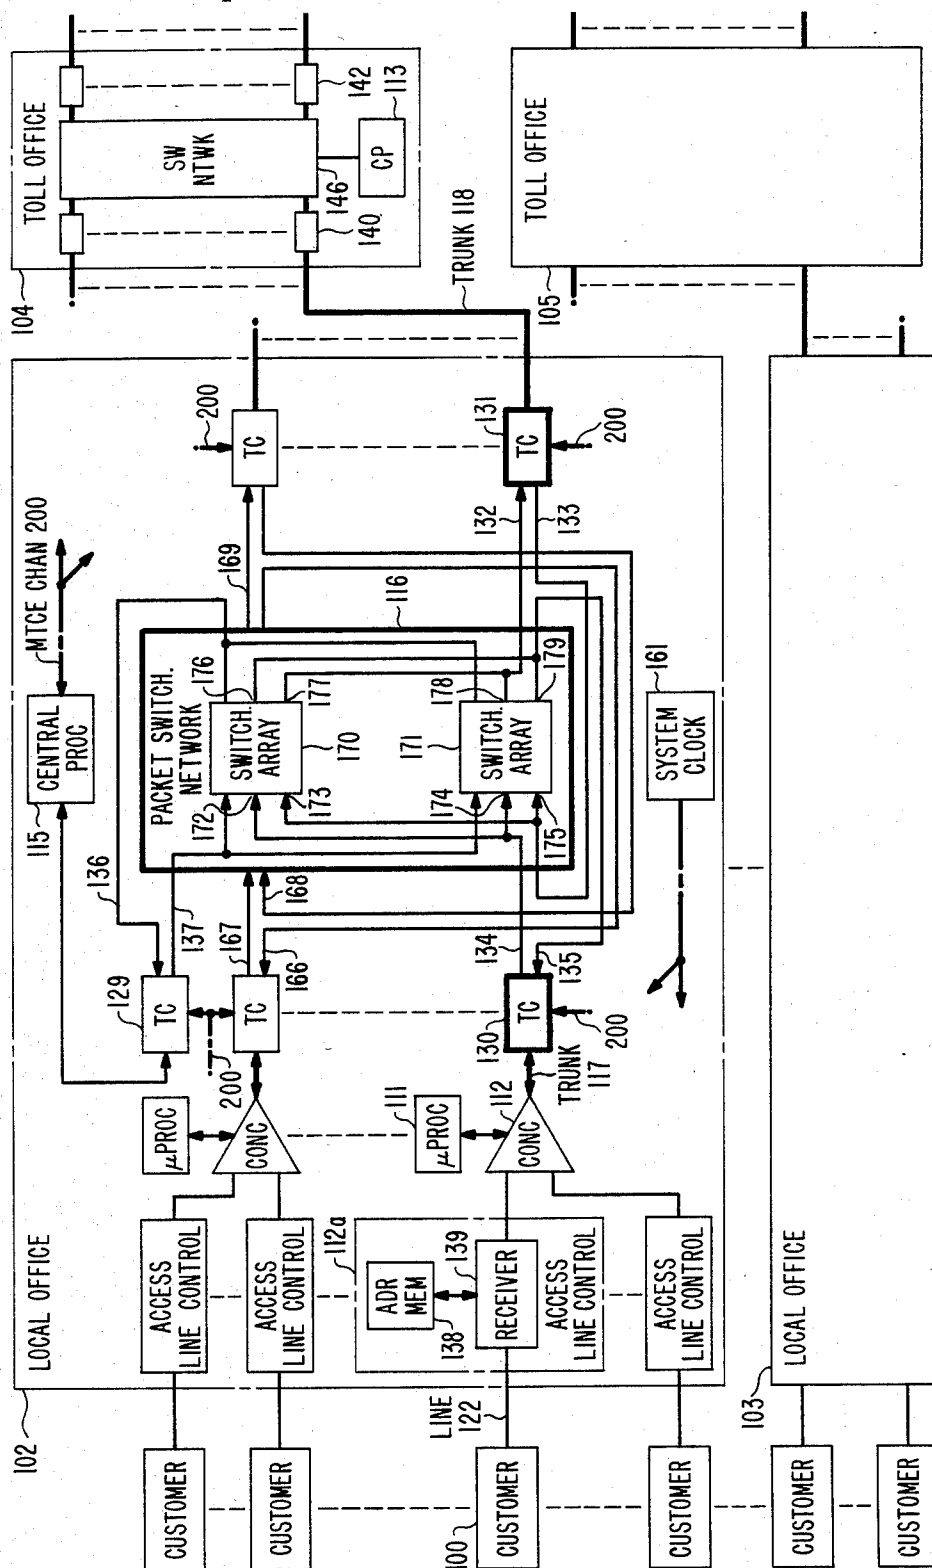 TOLL OFFICE
104
SW
NTWK
146
140
142
CP
113
TRUNK 118
TOLL OFFICE
105
LOCAL OFFICE
102
MTCE CHAN 200
CENTRAL
PROC
115
136
137
129
TC
200
167
166
TC
168
169
200
TC
PACKET SWITCH.
NETWORK
116
172
173
SWITCH.
ARRAY
170
176
177
174
175
SWITCH.
ARRAY
171
178
179
132
133
131
TC
200
134
135
130
TC
200
TRUNK
117
SYSTEM
CLOCK
161
μPROC
CONC
111
μPROC
112
CONC
ACCESS
LINE CONTROL
ACCESS
LINE CONTROL
112a
ADR
MEM
138
139
RECEIVER
ACCESS
LINE CONTROL
ACCESS
LINE CONTROL
LINE
122
CUSTOMER
CUSTOMER
100
CUSTOMER
CUSTOMER
103
LOCAL OFFICE
CUSTOMER
CUSTOMER